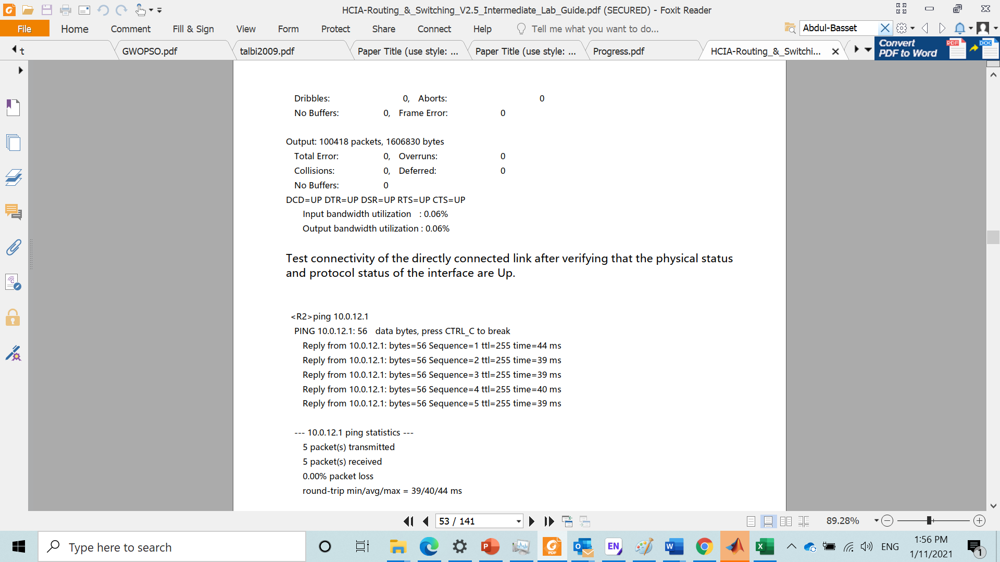 HCIA-Routing_&_Switching_V2.5_Intermediate_Lab_Guide.pdf (SECURED) - Foxit Reader
File Home Comment Fill & Sign View Form Protect Share Connect Help Tell me what you want to do... Abdul-Basset
t GWOPSO.pdf talbi2009.pdf Paper Title (use style: ... Paper Title (use style: ... Progress.pdf HCIA-Routing_&_Switchi... Convert
PDF to Word PDF DOC
Dribbles: 0, Aborts: 0
No Buffers: 0, Frame Error: 0
Output: 100418 packets, 1606830 bytes
Total Error: 0, Overruns: 0
Collisions: 0, Deferred: 0
No Buffers: 0
DCD=UP DTR=UP DSR=UP RTS=UP CTS=UP
Input bandwidth utilization : 0.06%
Output bandwidth utilization : 0.06%
Test connectivity of the directly connected link after verifying that the physical status
and protocol status of the interface are Up.
<R2>ping 10.0.12.1
PING 10.0.12.1: 56 data bytes, press CTRL_C to break
Reply from 10.0.12.1: bytes=56 Sequence=1 ttl=255 time=44 ms
Reply from 10.0.12.1: bytes=56 Sequence=2 ttl=255 time=39 ms
Reply from 10.0.12.1: bytes=56 Sequence=3 ttl=255 time=39 ms
Reply from 10.0.12.1: bytes=56 Sequence=4 ttl=255 time=40 ms
Reply from 10.0.12.1: bytes=56 Sequence=5 ttl=255 time=39 ms
--- 10.0.12.1 ping statistics ---
5 packet(s) transmitted
5 packet(s) received
0.00% packet loss
round-trip min/avg/max = 39/40/44 ms
53 / 141 89.28%
Type here to search EN ENG 1:56 PM
1/11/2021 1